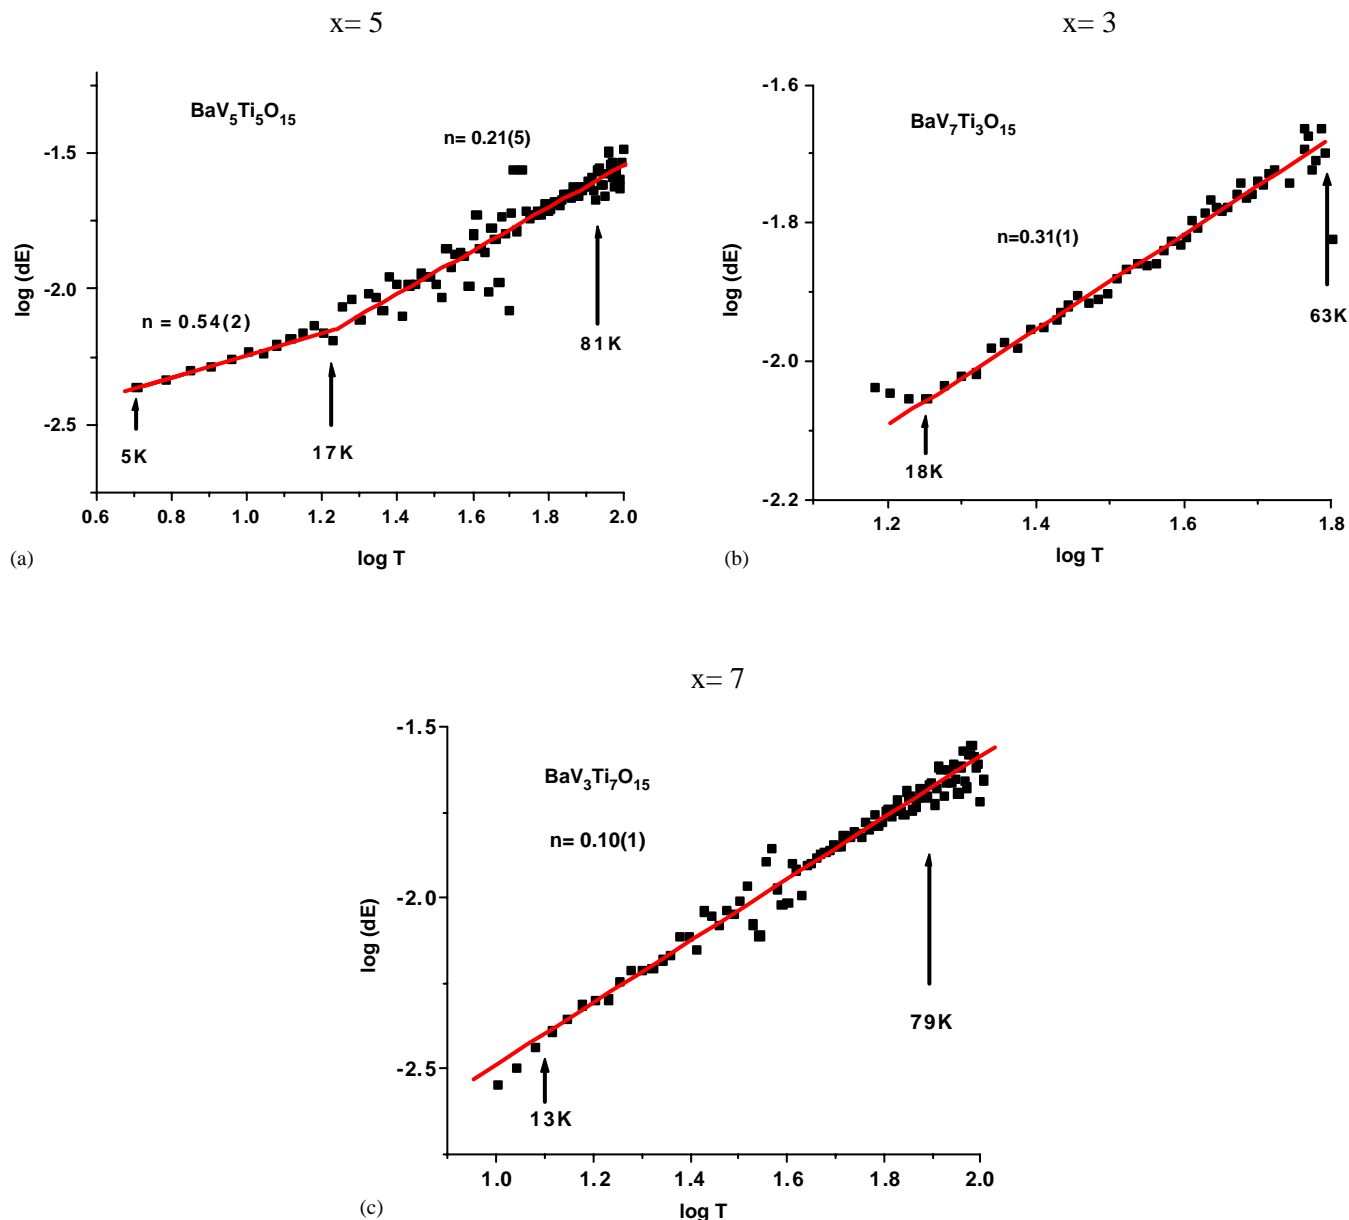 x= 5
BaV5Ti5O15
n= 0.21(5)
n = 0.54(2)
5K
17K
81K
-1.5
-2.0
-2.5
log (dE)
0.6 0.8 1.0 1.2 1.4 1.6 1.8 2.0
log T
(a)
x= 3
BaV7Ti3O15
n=0.31(1)
18K
63K
-1.6
-1.8
-2.0
-2.2
log (dE)
1.2 1.4 1.6 1.8
log T
(b)
x= 7
BaV3Ti7O15
n= 0.10(1)
13K
79K
-1.5
-2.0
-2.5
log (dE)
1.0 1.2 1.4 1.6 1.8 2.0
log T
(c)